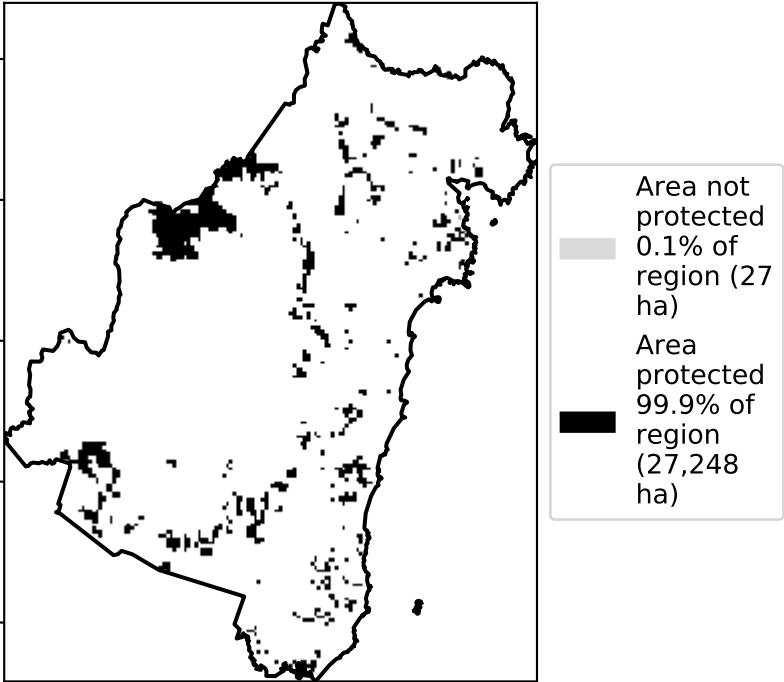 Area not
protected
0.1% of
region (27
ha)
Area
protected
99.9% of
region
(27,248
ha)